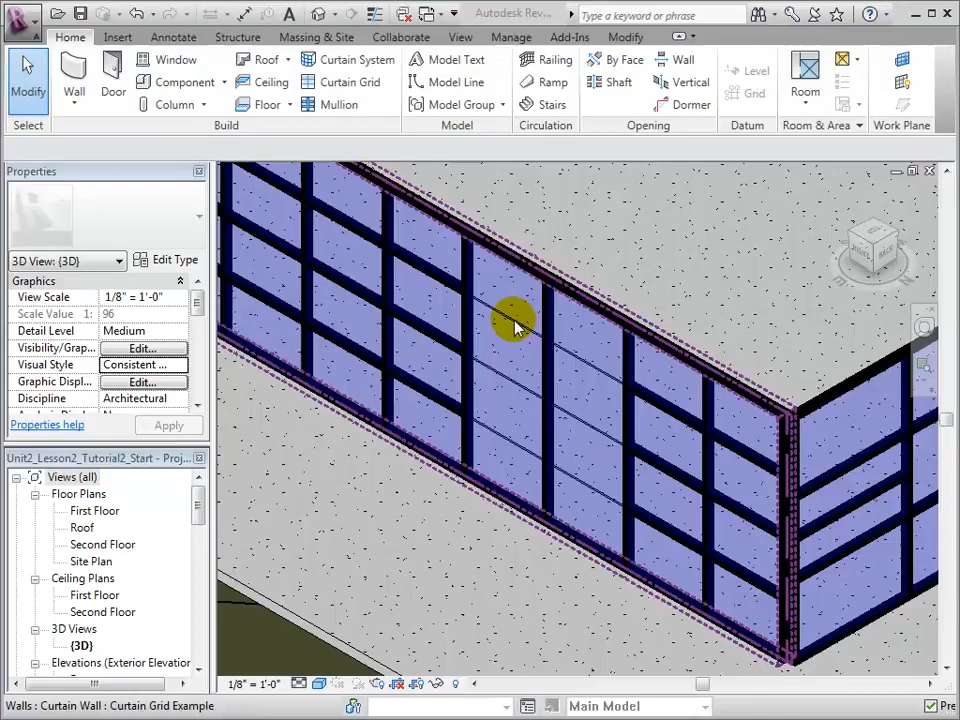 Autodesk Rev...
Type a keyword or phrase
Home Insert Annotate Structure Massing & Site Collaborate View Manage Add-Ins Modify
Modify
Wall
Door
Window
Component
Column
Roof
Ceiling
Floor
Curtain System
Curtain Grid
Mullion
Model Text
Model Line
Model Group
Railing
Ramp
Stairs
By Face
Shaft
Wall
Vertical
Dormer
Level
Grid
Room
Select Build Model Circulation Opening Datum Room & Area Work Plane
Properties
3D View: {3D} Edit Type
Graphics
View Scale 1/8" = 1'-0"
Scale Value 1: 96
Detail Level Medium
Visibility/Grap... Edit...
Visual Style Consistent ...
Graphic Displ... Edit...
Discipline Architectural
Properties help Apply
Unit2_Lesson2_Tutorial2_Start - Proj...
Views (all)
Floor Plans
First Floor
Roof
Second Floor
Site Plan
Ceiling Plans
First Floor
Second Floor
3D Views
{3D}
Elevations (Exterior Elevation
1/8" = 1'-0"
Walls : Curtain Wall : Curtain Grid Example
Main Model
Pre